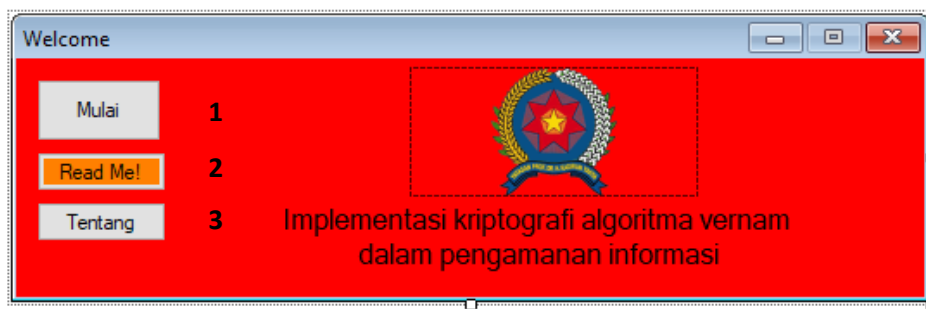 Welcome
Mulai
1
Read Me!
2
Tentang
3
Implementasi kriptografi algoritma vernam
dalam pengamanan informasi